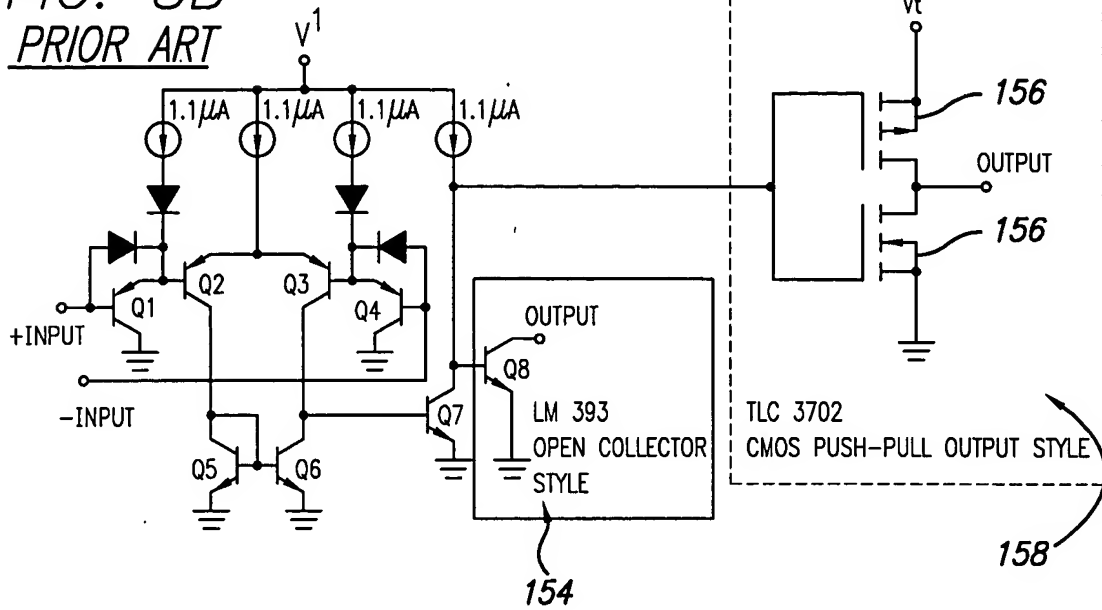 FIG. 3B
PRIOR ART
V1
1.1μA 1.1μA 1.1μA 1.1μA
Vt
156
OUTPUT
156
Q1 Q2 Q3 Q4
+INPUT
-INPUT
OUTPUT
Q8
Q7
Q5 Q6
LM 393
OPEN COLLECTOR
STYLE
TLC 3702
CMOS PUSH-PULL OUTPUT STYLE
154
158